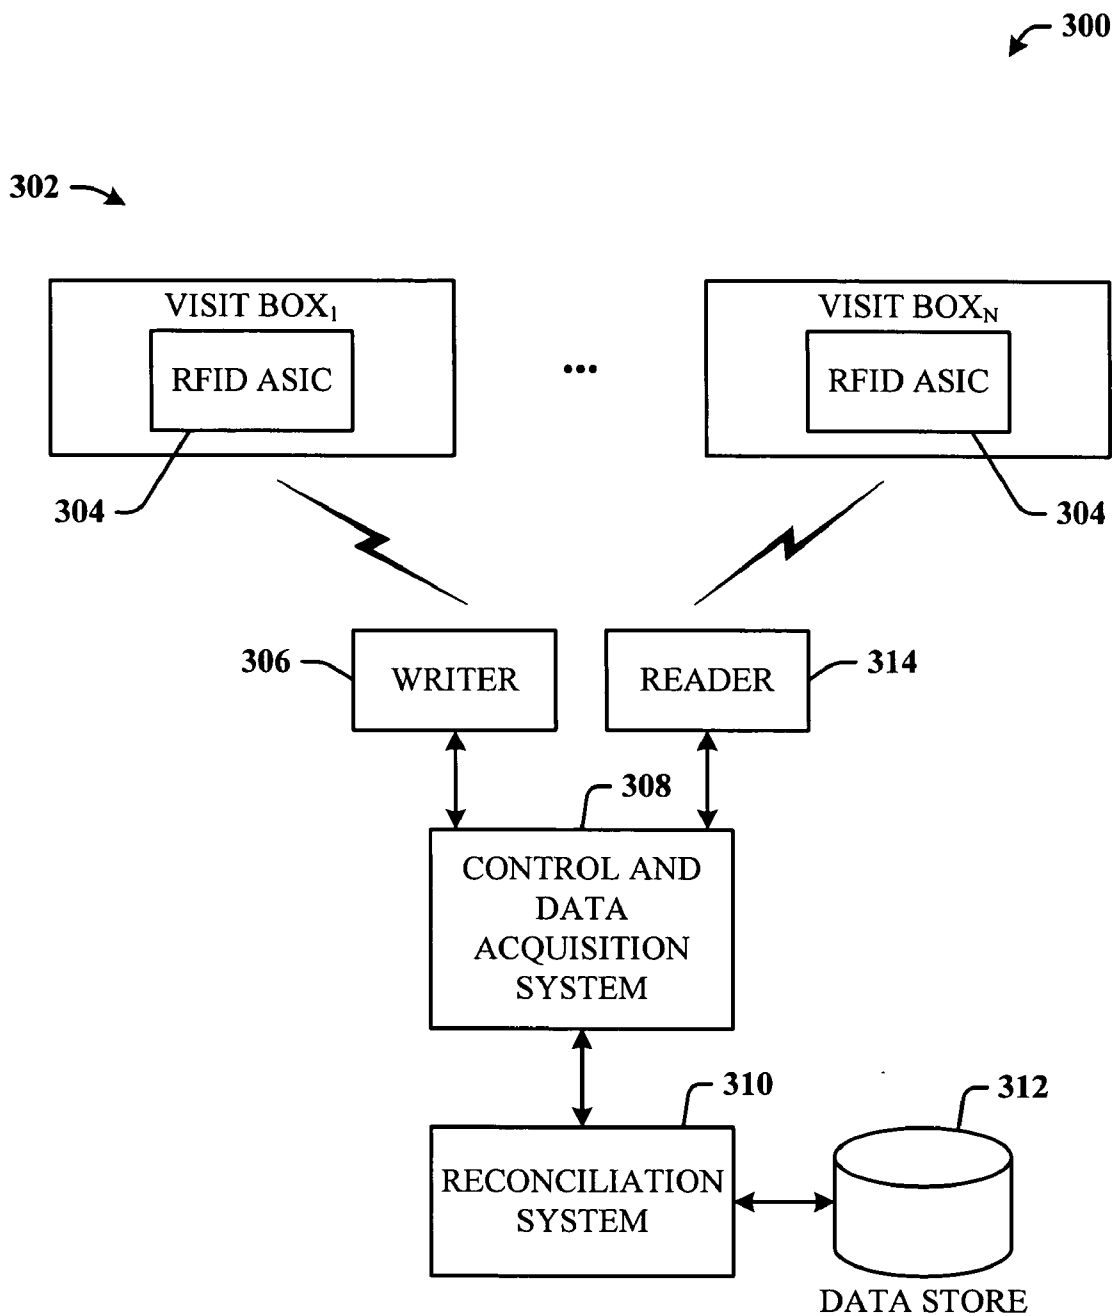 300
302
VISIT BOX₁
RFID ASIC
...
VISIT BOX_N
RFID ASIC
304
304
306
WRITER
READER
314
308
CONTROL AND
DATA
ACQUISITION
SYSTEM
310
312
RECONCILIATION
SYSTEM
DATA STORE